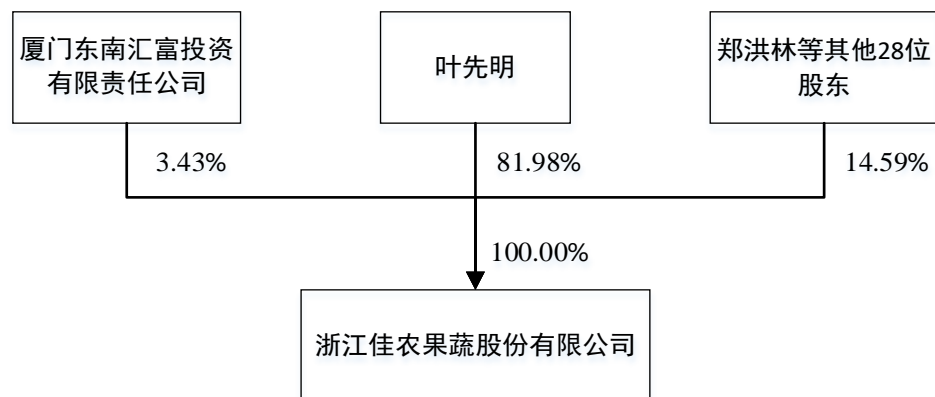 厦门东南汇富投资
有限责任公司
叶先明
郑洪林等其他28位
股东
3.43%
81.98%
14.59%
100.00%
浙江佳农果蔬股份有限公司